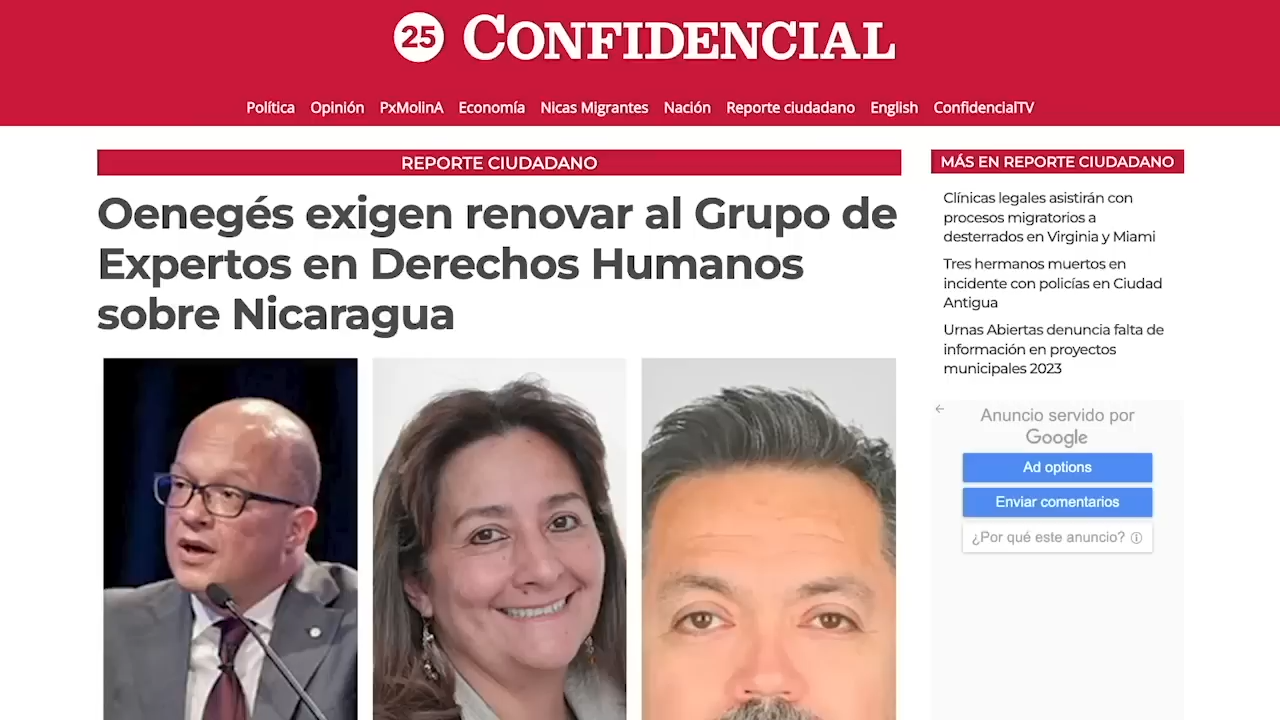 25 CONFIDENCIAL
Política Opinión PxMolinA Economía Nicas Migrantes Nación Reporte ciudadano English ConfidencialTV
REPORTE CIUDADANO
Oenegés exigen renovar al Grupo de
Expertos en Derechos Humanos
sobre Nicaragua
MÁS EN REPORTE CIUDADANO
Clínicas legales asistirán con
procesos migratorios a
desterrados en Virginia y Miami
Tres hermanos muertos en
incidente con policías en Ciudad
Antigua
Urnas Abiertas denuncia falta de
información en proyectos
municipales 2023
Anuncio servido por
Google
Ad options
Enviar comentarios
¿Por qué este anuncio?